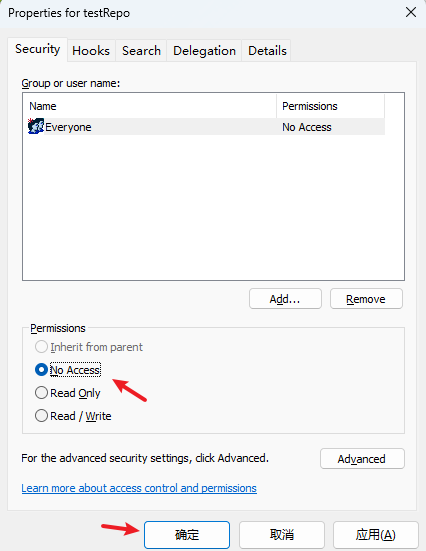 Properties for testRepo
Security Hooks Search Delegation Details
Group or user name:
Name Permissions
Everyone No Access
Add... Remove
Permissions
Inherit from parent
No Access
Read Only
Read / Write
For the advanced security settings, click Advanced. Advanced
Learn more about access control and permissions
确定 取消 应用(A)